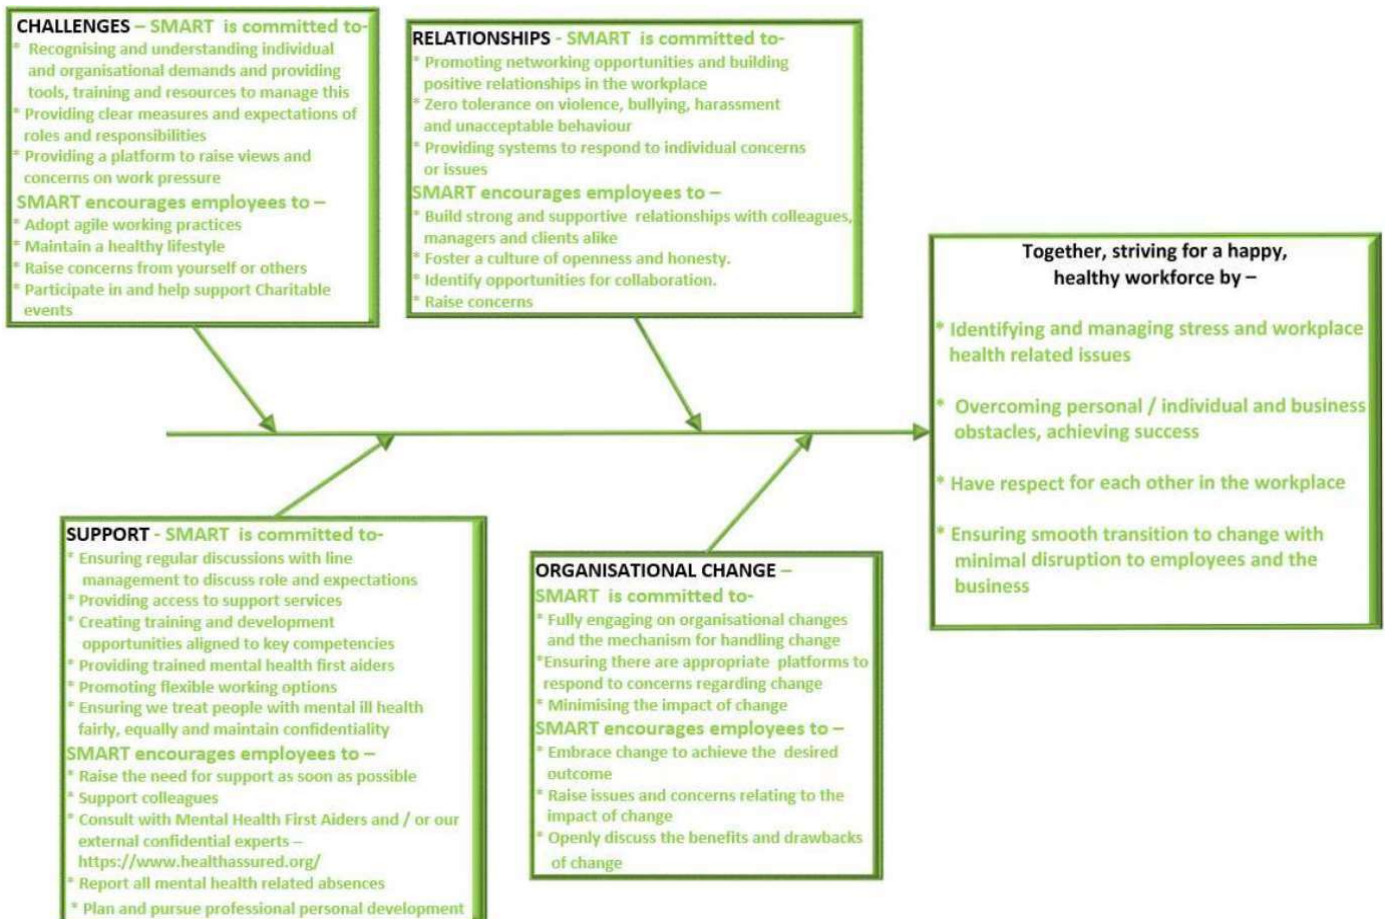 CHALLENGES – SMART is committed to-
* Recognising and understanding individual
and organisational demands and providing
tools, training and resources to manage this
* Providing clear measures and expectations of
roles and responsibilities
* Providing a platform to raise views and
concerns on work pressure
SMART encourages employees to –
* Adopt agile working practices
* Maintain a healthy lifestyle
* Raise concerns from yourself or others
* Participate in and help support Charitable
events
RELATIONSHIPS - SMART is committed to-
* Promoting networking opportunities and building
positive relationships in the workplace
* Zero tolerance on violence, bullying, harassment
and unacceptable behaviour
* Providing systems to respond to individual concerns
or issues
SMART encourages employees to –
* Build strong and supportive relationships with colleagues,
managers and clients alike
* Foster a culture of openness and honesty.
* Identify opportunities for collaboration.
* Raise concerns
Together, striving for a happy,
healthy workforce by –
* Identifying and managing stress and workplace
health related issues
* Overcoming personal / individual and business
obstacles, achieving success
* Have respect for each other in the workplace
* Ensuring smooth transition to change with
minimal disruption to employees and the
business
SUPPORT - SMART is committed to-
* Ensuring regular discussions with line
management to discuss role and expectations
* Providing access to support services
* Creating training and development
opportunities aligned to key competencies
* Providing trained mental health first aiders
* Promoting flexible working options
* Ensuring we treat people with mental ill health
fairly, equally and maintain confidentiality
SMART encourages employees to –
* Raise the need for support as soon as possible
* Support colleagues
* Consult with Mental Health First Aiders and / or our
external confidential experts –
https://www.healthassured.org/
* Report all mental health related absences
* Plan and pursue professional personal development
ORGANISATIONAL CHANGE –
SMART is committed to-
* Fully engaging on organisational changes
and the mechanism for handling change
*Ensuring there are appropriate platforms to
respond to concerns regarding change
* Minimising the impact of change
SMART encourages employees to –
* Embrace change to achieve the desired
outcome
* Raise issues and concerns relating to the
impact of change
* Openly discuss the benefits and drawbacks
of change